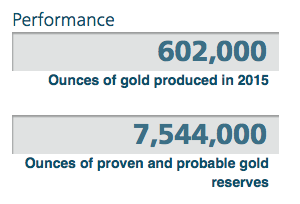 Performance
602,000
Ounces of gold produced in 2015
7,544,000
Ounces of proven and probable gold
reserves